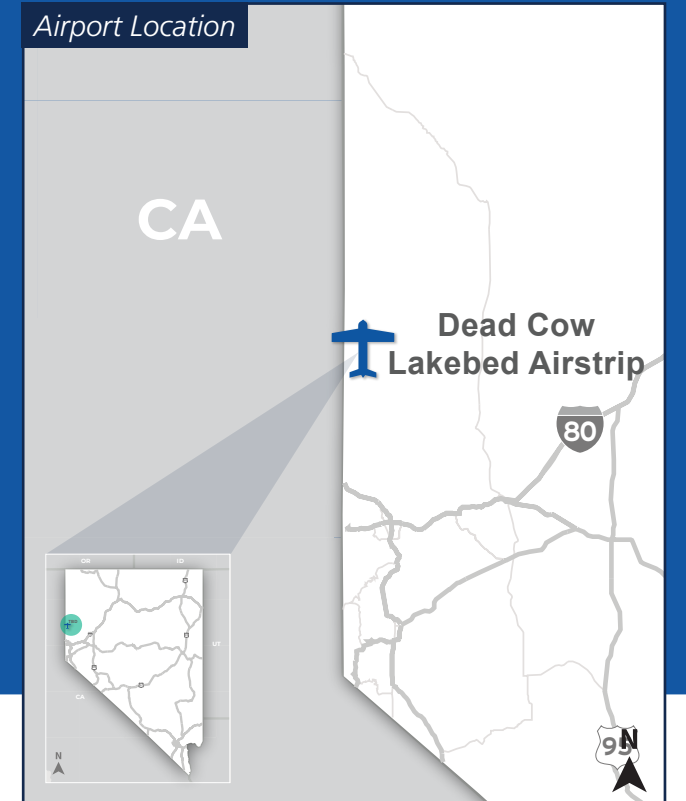 Airport Location
CA
Dead Cow
Lakebed Airstrip
80
OR
ID
UT
CA
N
95
N